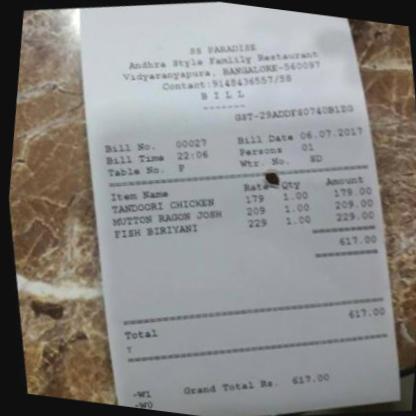 SS PARADISE
Andhra Style Family Restaurant
Vidyaranyapura, BANGALORE-560097
Contact:9148436557/58
B I L L
GST-29ADDFS0740B1ZG
Bill No. 00027 Bill Date 06.07.2017
Bill Time 22:06 Persons 01
Table No. P Wtr. No. ND
Item Name Rate Qty Amount
TANDOORI CHICKEN 179 1.00 179.00
MUTTON RAGON JOSH 209 1.00 209.00
FISH BIRIYANI 229 1.00 229.00
617.00
Total 617.00
Y
Grand Total Rs. 617.00
-W1
-W0